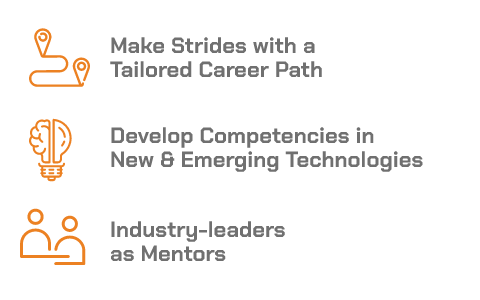 Make Strides with a
Tailored Career Path
Develop Competencies in
New & Emerging Technologies
Industry-leaders
as Mentors